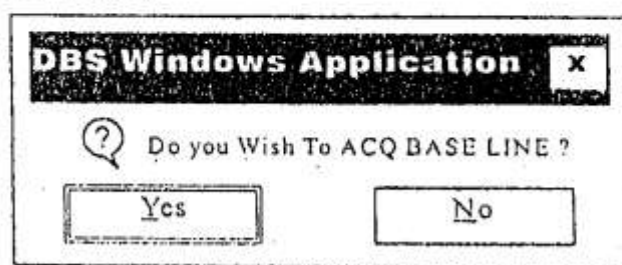 DBS Windows Application X
? Do you Wish To ACQ BASE LINE ?
Yes No